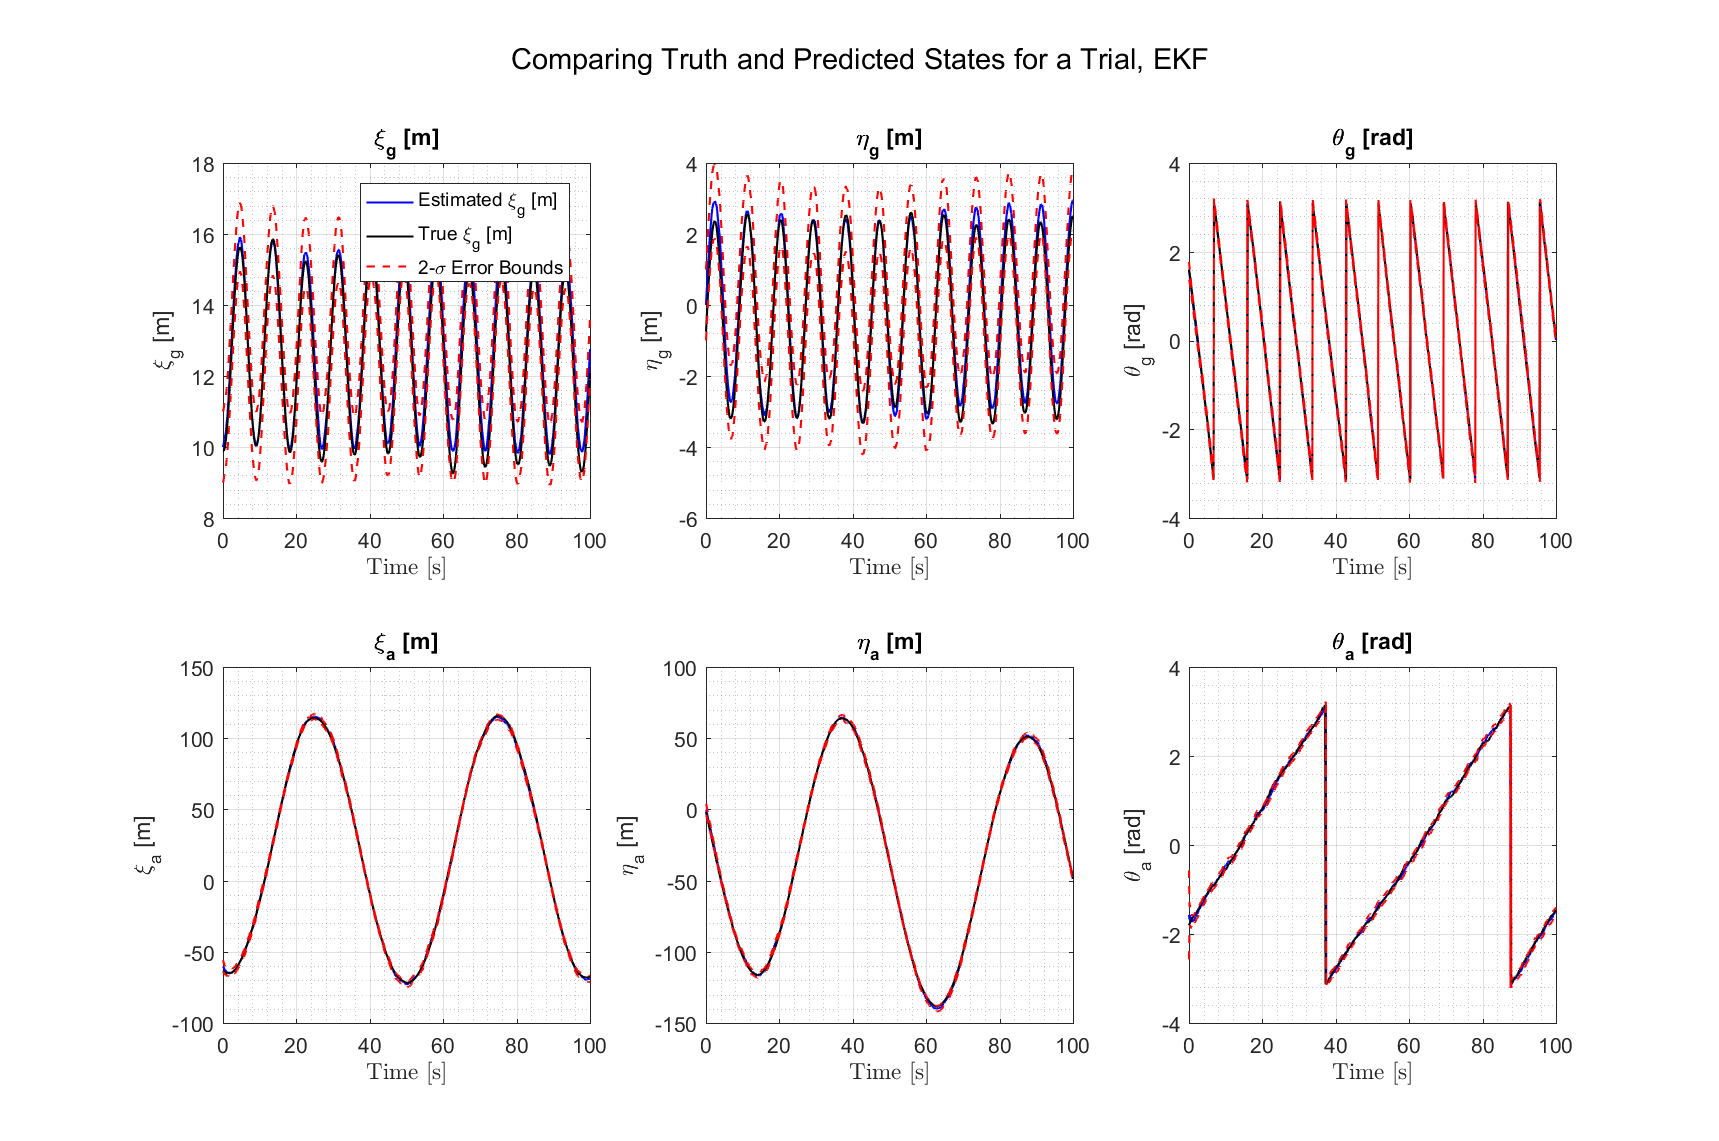 Comparing Truth and Predicted States for a Trial, EKF
ξg [m]
ηg [m]
θg [rad]
18
16
14
12
10
8
ξg [m]
Estimated ξg [m]
True ξg [m]
2-σ Error Bounds
0 20 40 60 80 100
Time [s]
4
2
0
-2
-4
-6
ηg [m]
0 20 40 60 80 100
Time [s]
4
2
0
-2
-4
θg [rad]
0 20 40 60 80 100
Time [s]
ξa [m]
ηa [m]
θa [rad]
150
100
50
0
-50
-100
ξa [m]
0 20 40 60 80 100
Time [s]
100
50
0
-50
-100
-150
ηa [m]
0 20 40 60 80 100
Time [s]
4
2
0
-2
-4
θa [rad]
0 20 40 60 80 100
Time [s]